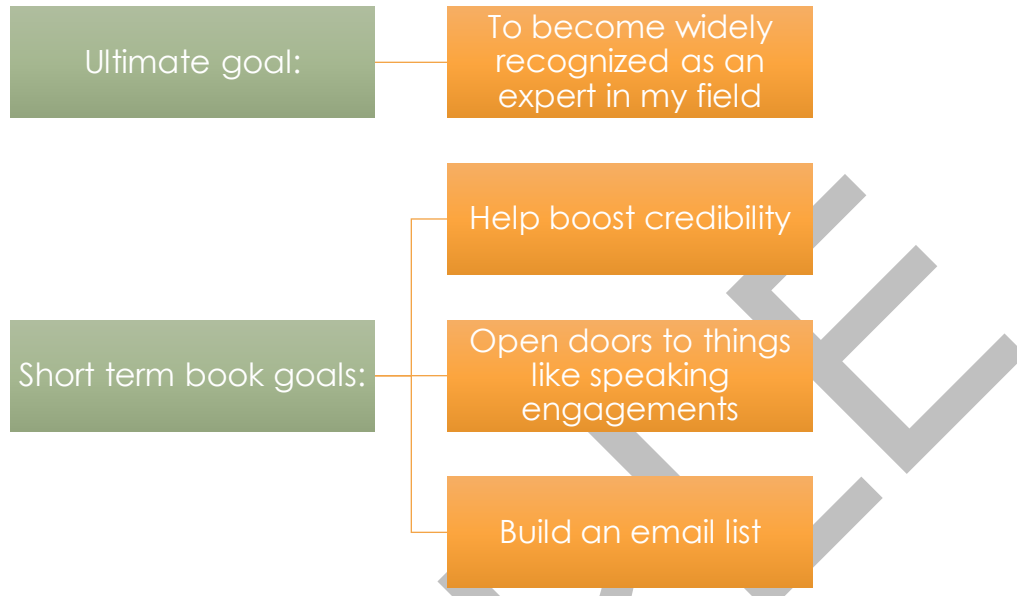 Ultimate goal:
To become widely
recognized as an
expert in my field
Help boost credibility
Short term book goals:
Open doors to things
like speaking
engagements
Build an email list